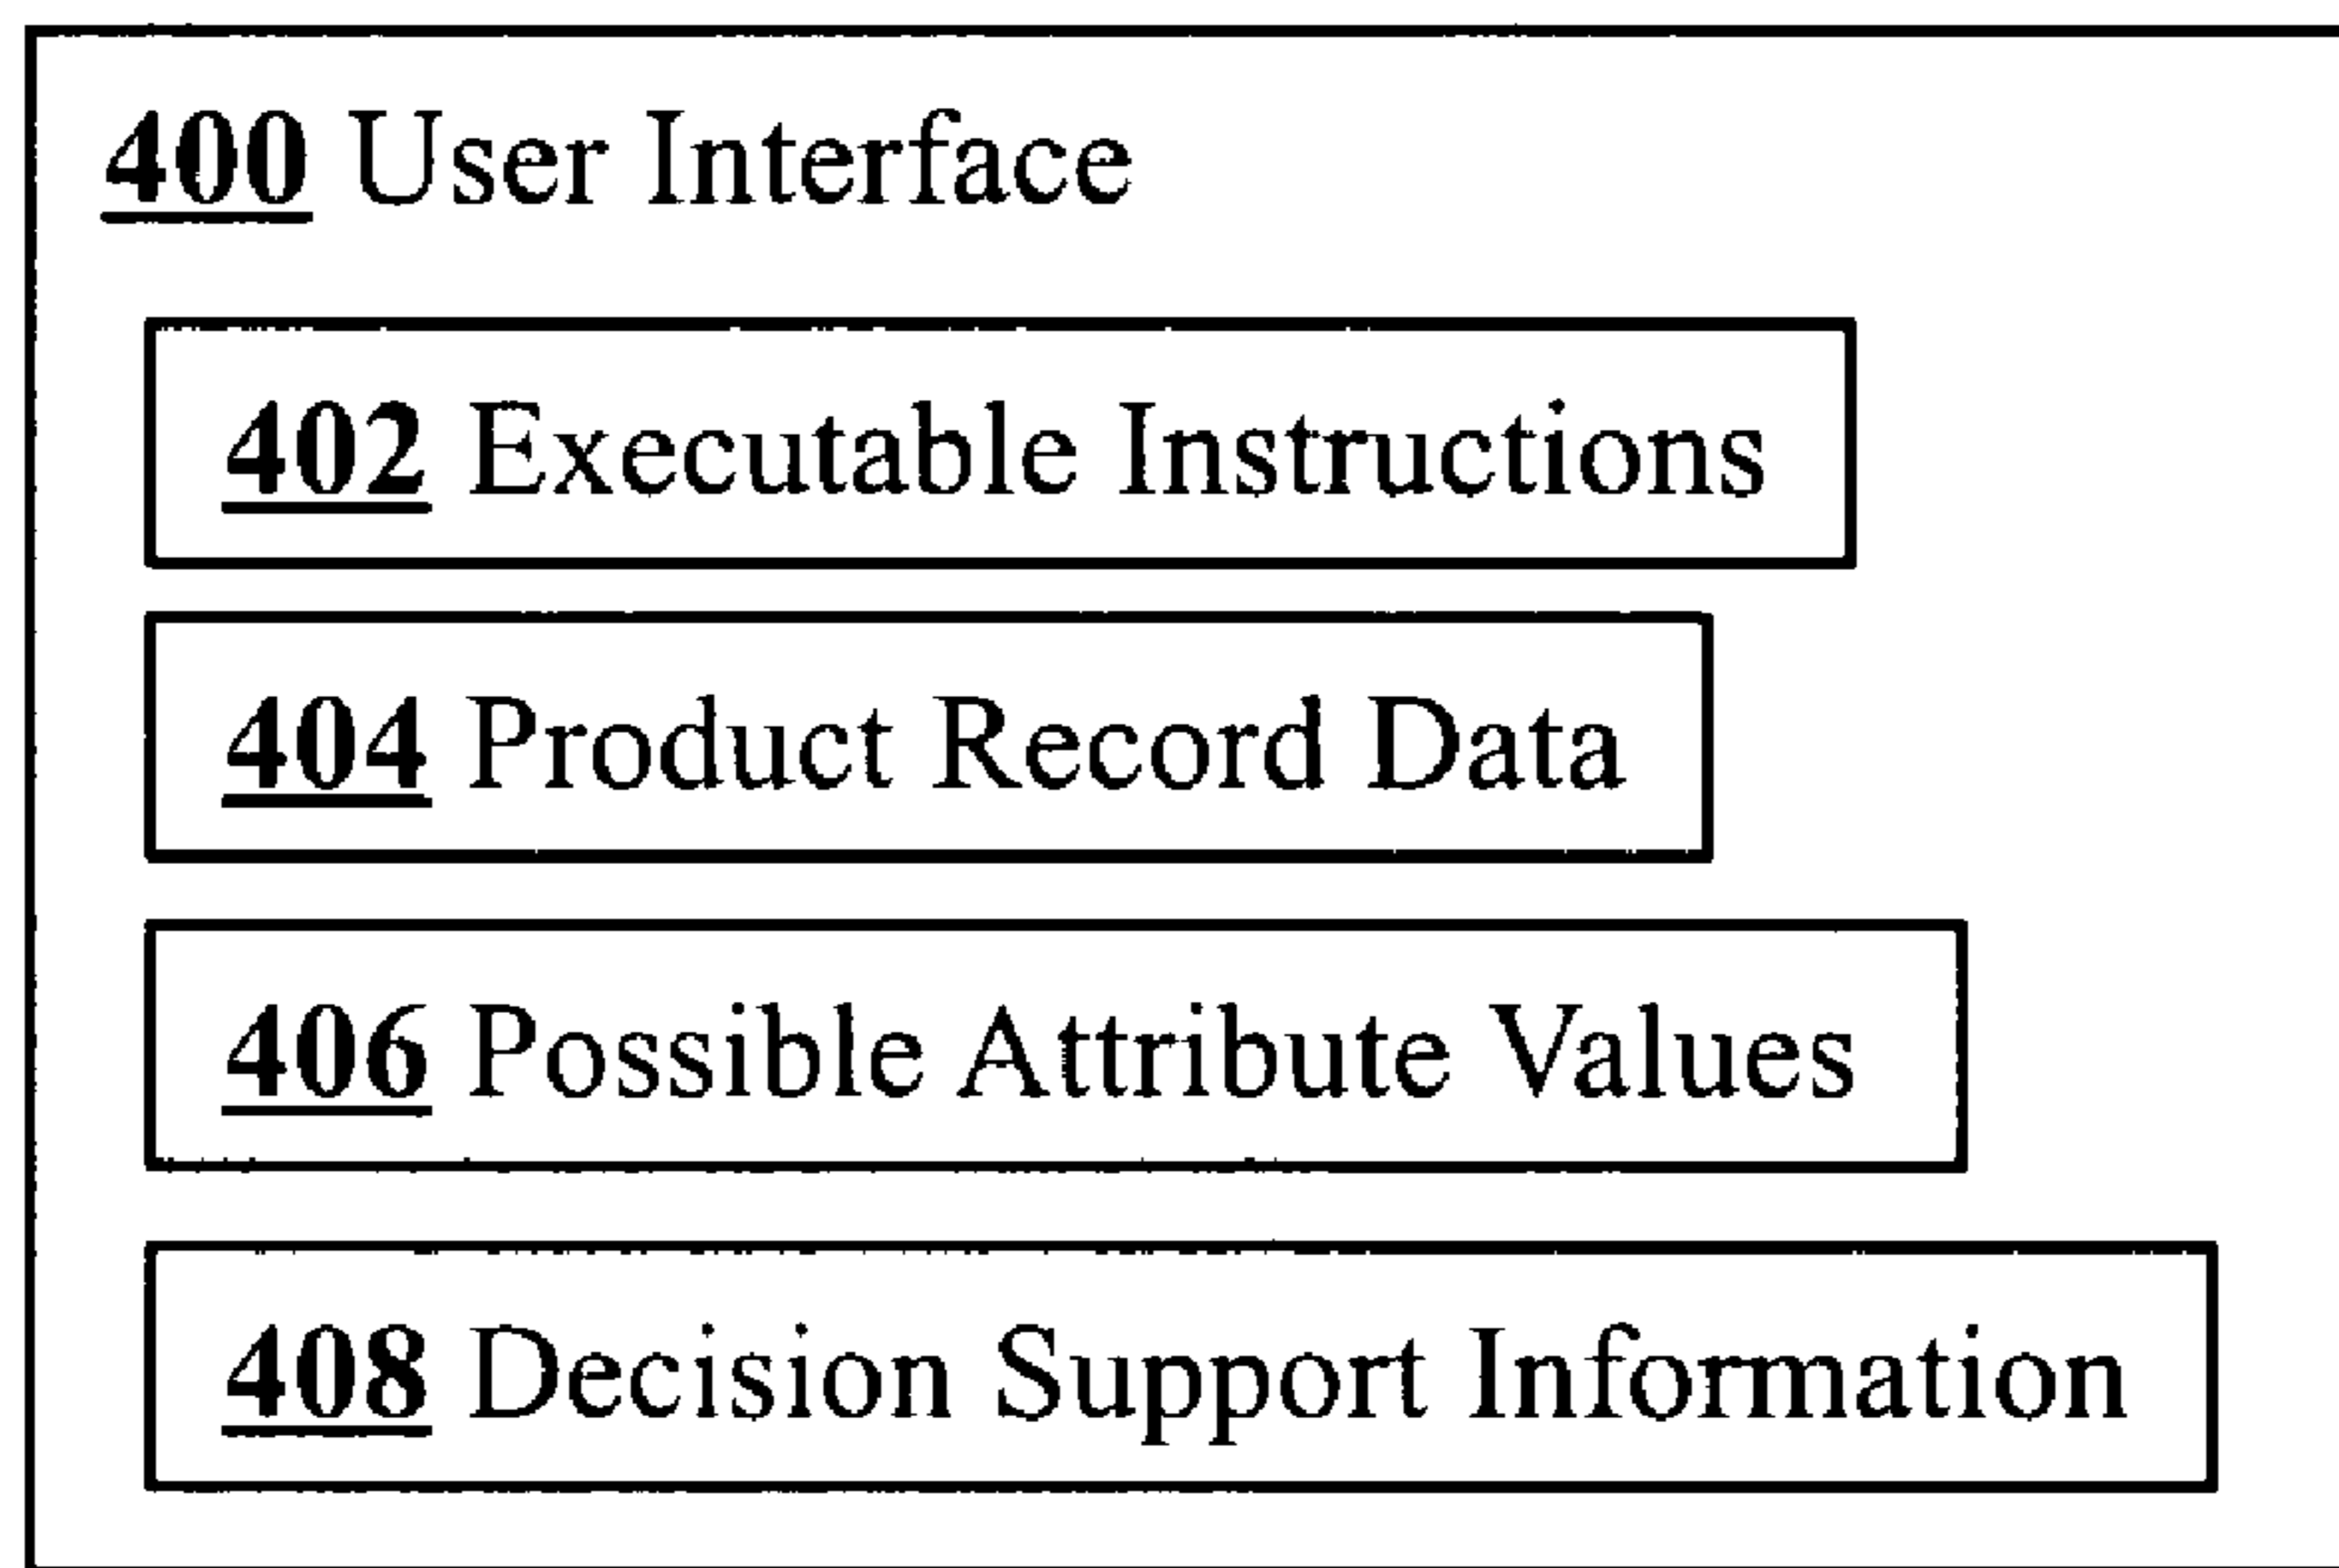 400 User Interface
402 Executable Instructions
404 Product Record Data
406 Possible Attribute Values
408 Decision Support Information